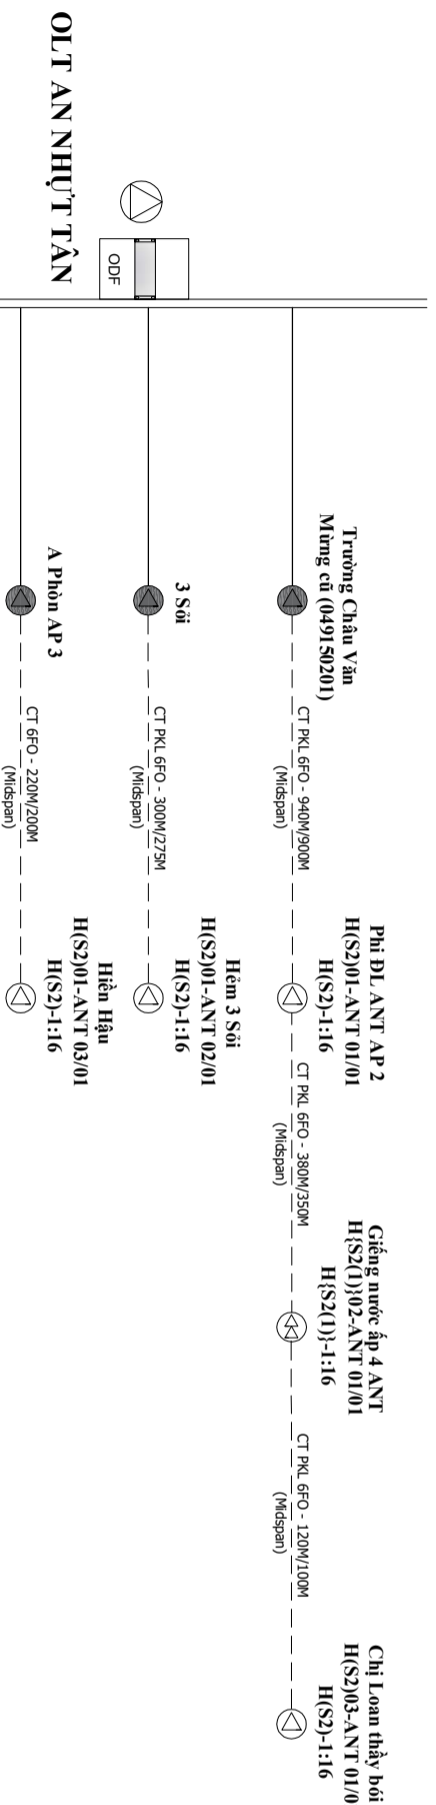 OLT AN NHỰT TÂN
ODF
Trường Châu Văn
Mừng cũ (049150201)
CT PKL 6FO - 940M/900M
(Midspan)
Phi ĐL ANT AP 2
H(S2)01-ANT 01/01
H(S2)-1:16
CT PKL 6FO - 380M/350M
(Midspan)
Giếng nước ấp 4 ANT
H{S2(1)}02-ANT 01/01
H{S2(1)}-1:16
CT PKL 6FO - 120M/100M
(Midspan)
Chị Loan thầy bói
H(S2)03-ANT 01/0
H(S2)-1:16
3 Sỏi
CT PKL 6FO - 300M/275M
(Midspan)
Hẻm 3 Sỏi
H(S2)01-ANT 02/01
H(S2)-1:16
A Phòn AP 3
CT 6FO - 220M/200M
(Midspan)
Hiền Hậu
H(S2)01-ANT 03/01
H(S2)-1:16